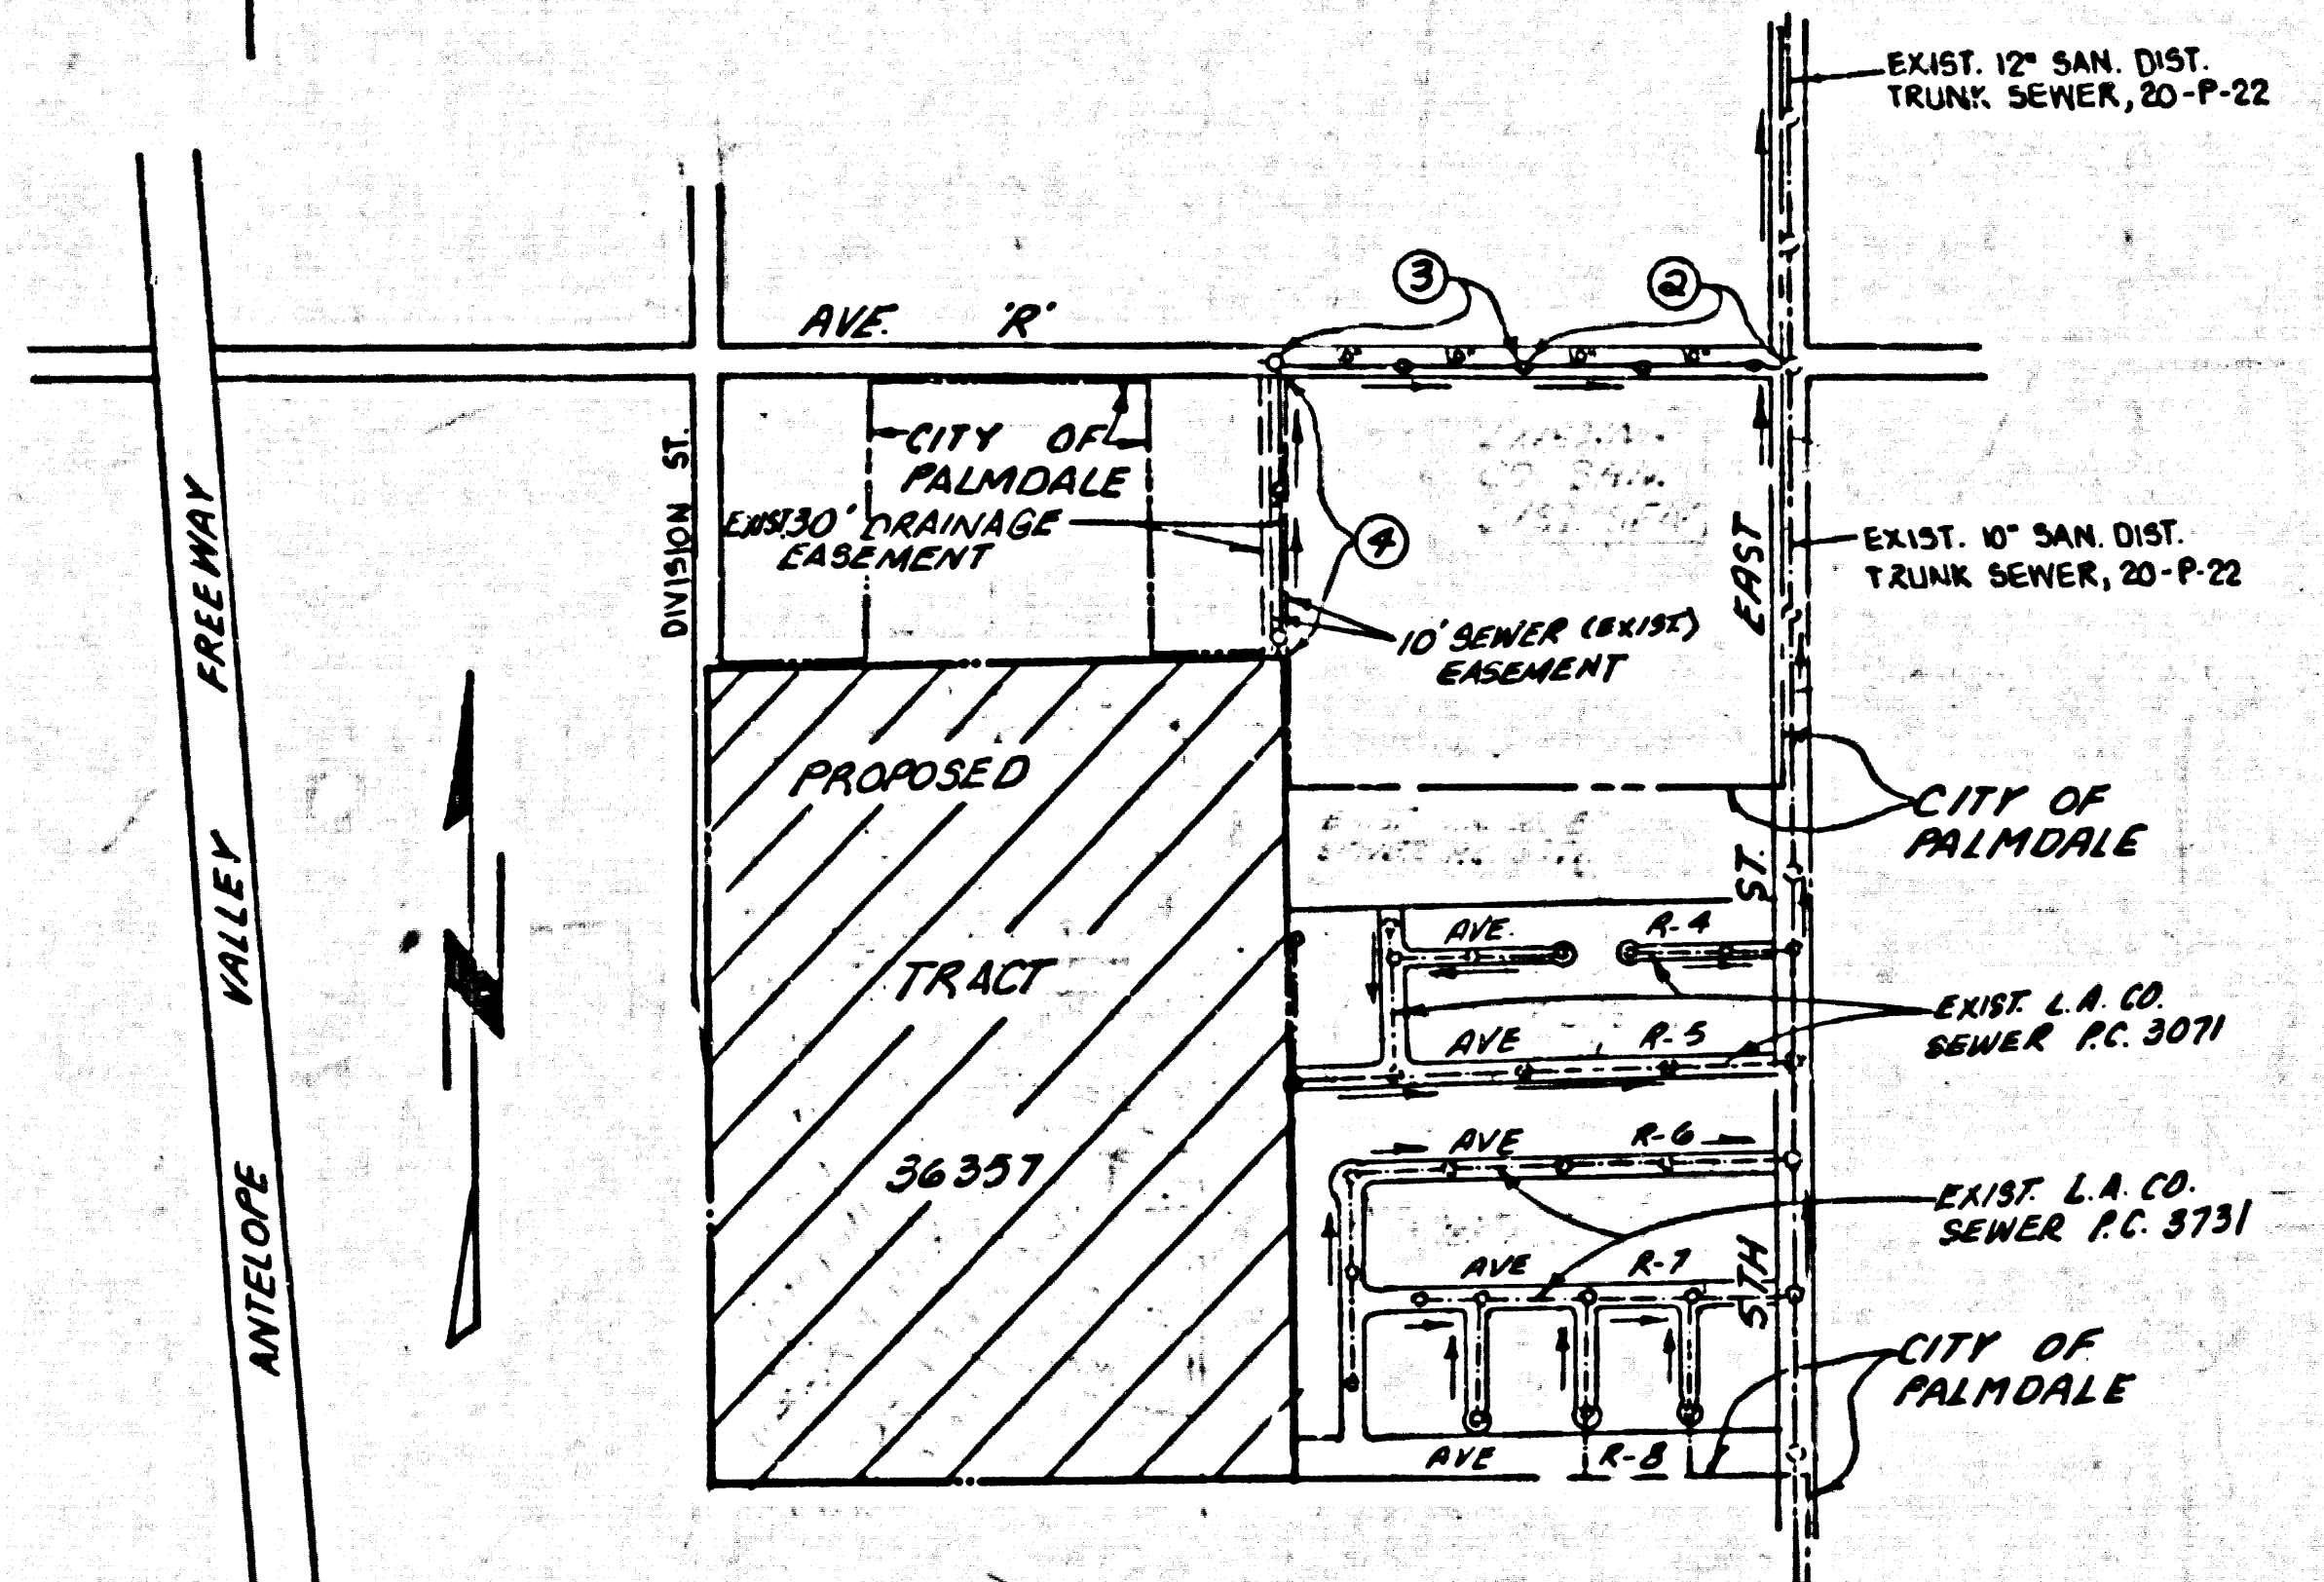 EXIST. 12" SAN. DIST.
TRUNK SEWER, 20-P-22
3
2
AVE. 'R'
10"
10"
10"
10"
CITY OF
PALMDALE
EXIST. 30' DRAINAGE
EASEMENT
4
DIVISION ST.
EXIST. 10" SAN. DIST.
TRUNK SEWER, 20-P-22
10' SEWER (EXIST.)
EASEMENT
5TH ST. EAST
ANTELOPE VALLEY FREEWAY
N
PROPOSED
TRACT
36357
CITY OF
PALMDALE
AVE. R-4
EXIST. L.A. CO.
SEWER P.C. 3071
AVE R-5
AVE R-6
EXIST. L.A. CO.
SEWER P.C. 3731
AVE R-7
CITY OF
PALMDALE
AVE R-8